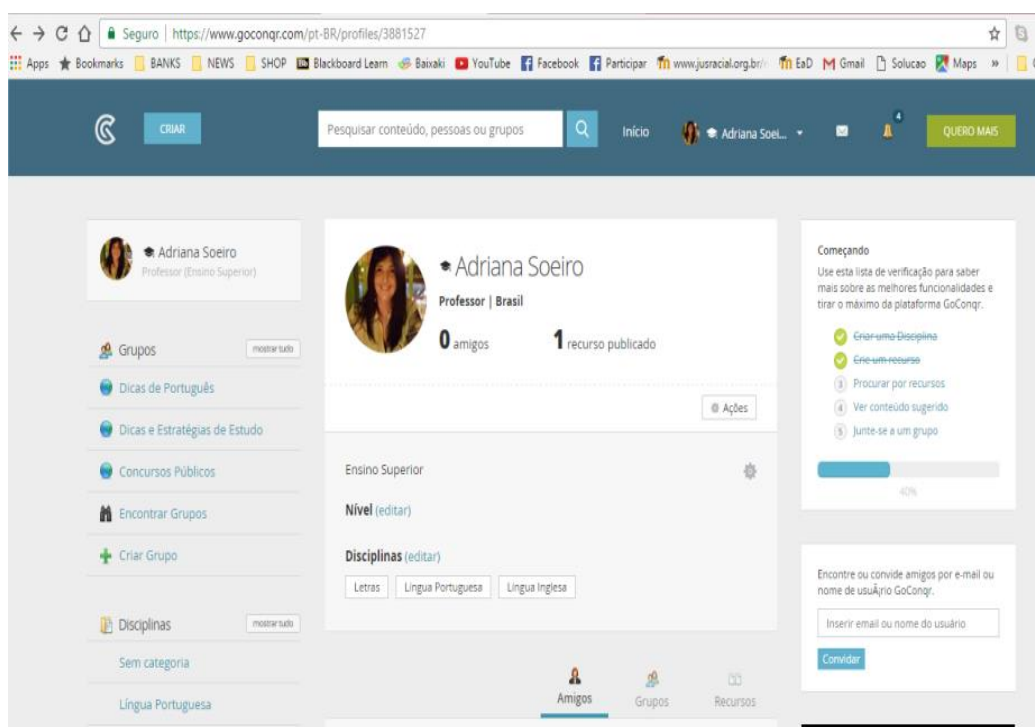 Seguro | https://www.goconqr.com/pt-BR/profiles/3881527
Apps Bookmarks BANKS NEWS SHOP Blackboard Learn Baixaki YouTube Facebook Participar www.jusracial.org.br/ EaD Gmail Solucao Maps »
CRIAR
Pesquisar conteúdo, pessoas ou grupos
Início
Adriana Soei...
4
QUERO MAIS
Adriana Soeiro
Professor (Ensino Superior)
Grupos mostrar tudo
Dicas de Português
Dicas e Estratégias de Estudo
Concursos Públicos
Encontrar Grupos
Criar Grupo
Disciplinas mostrar tudo
Sem categoria
Língua Portuguesa
Adriana Soeiro
Professor | Brasil
0 amigos 1 recurso publicado
Ações
Ensino Superior
Nível (editar)
Disciplinas (editar)
Letras Língua Portuguesa Língua Inglesa
Amigos Grupos Recursos
Começando
Use esta lista de verificação para saber
mais sobre as melhores funcionalidades e
tirar o máximo da plataforma GoConqr.
Criar uma Disciplina
Crie um recurso
3 Procurar por recursos
4 Ver conteúdo sugerido
5 Junte-se a um grupo
40%
Encontre ou convide amigos por e-mail ou
nome de usuÃ¡rio GoConqr.
Inserir email ou nome do usuário
Convidar